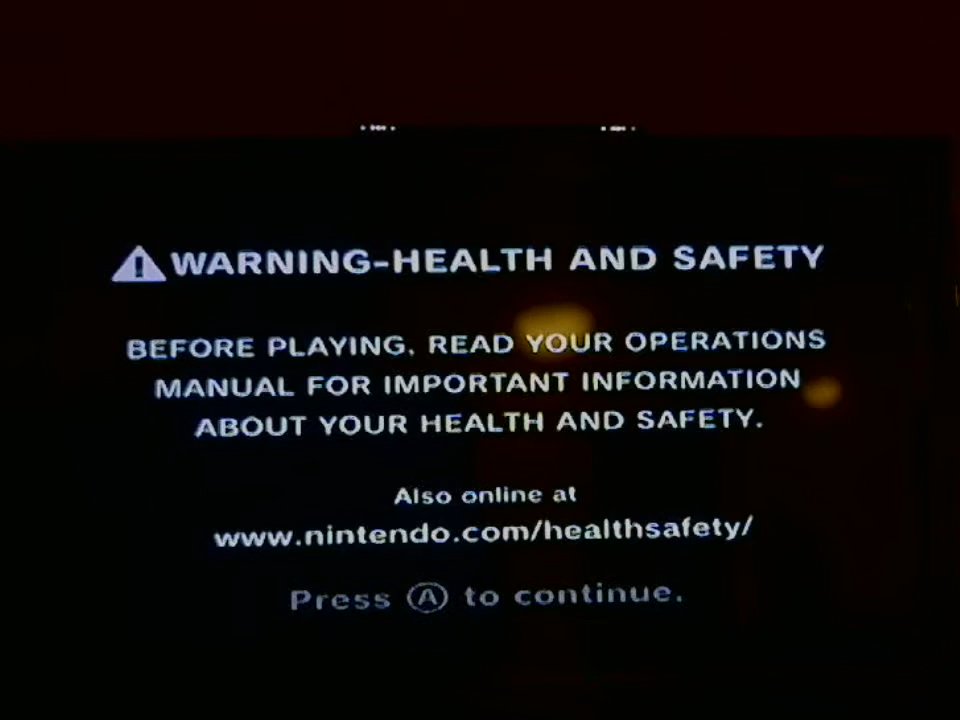 WARNING-HEALTH AND SAFETY
BEFORE PLAYING, READ YOUR OPERATIONS
MANUAL FOR IMPORTANT INFORMATION
ABOUT YOUR HEALTH AND SAFETY.
Also online at
www.nintendo.com/healthsafety/
Press A to continue.